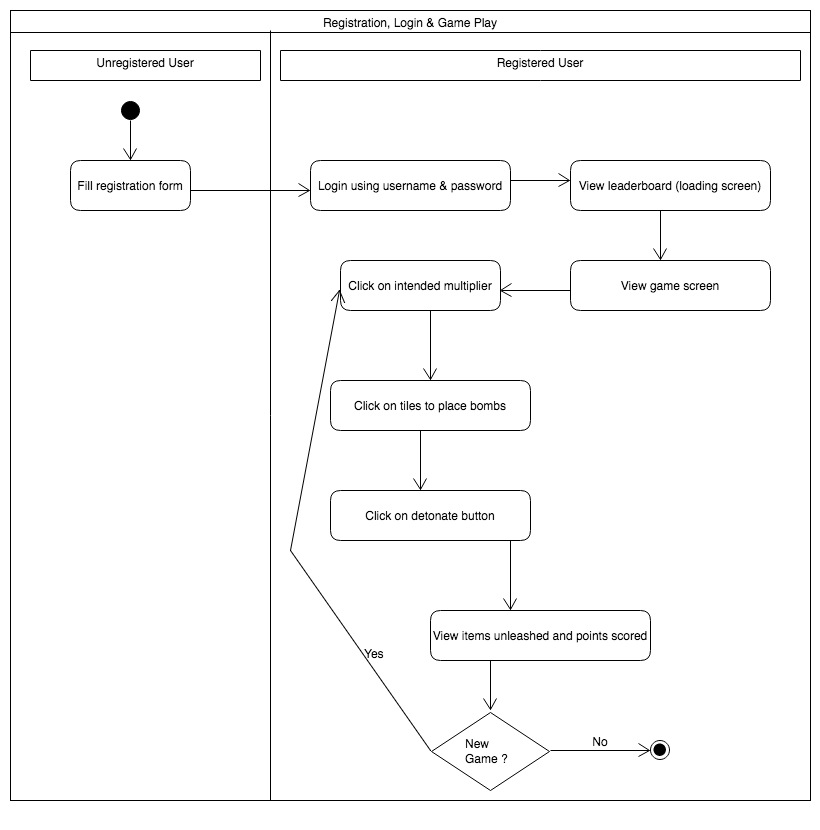 Registration, Login & Game Play
Unregistered User
Registered User
Fill registration form
Login using username & password
View leaderboard (loading screen)
Click on intended multiplier
View game screen
Click on tiles to place bombs
Click on detonate button
View items unleashed and points scored
Yes
New
Game ?
No